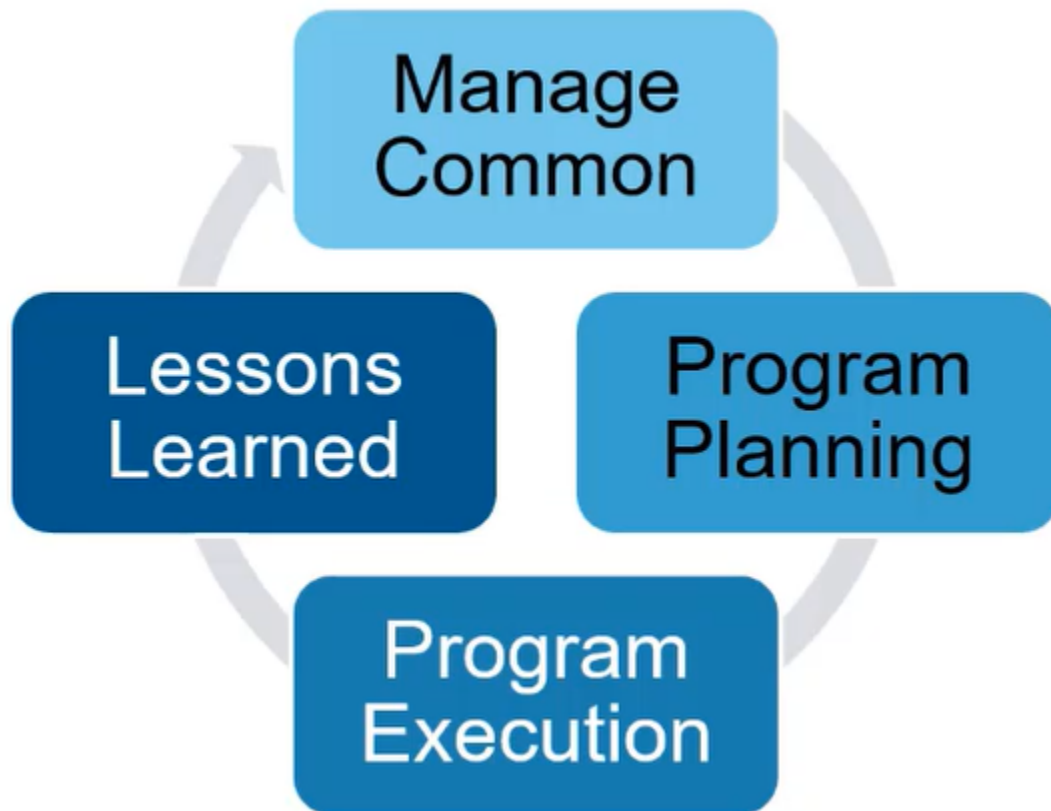 Manage
Common
Program
Planning
Program
Execution
Lessons
Learned